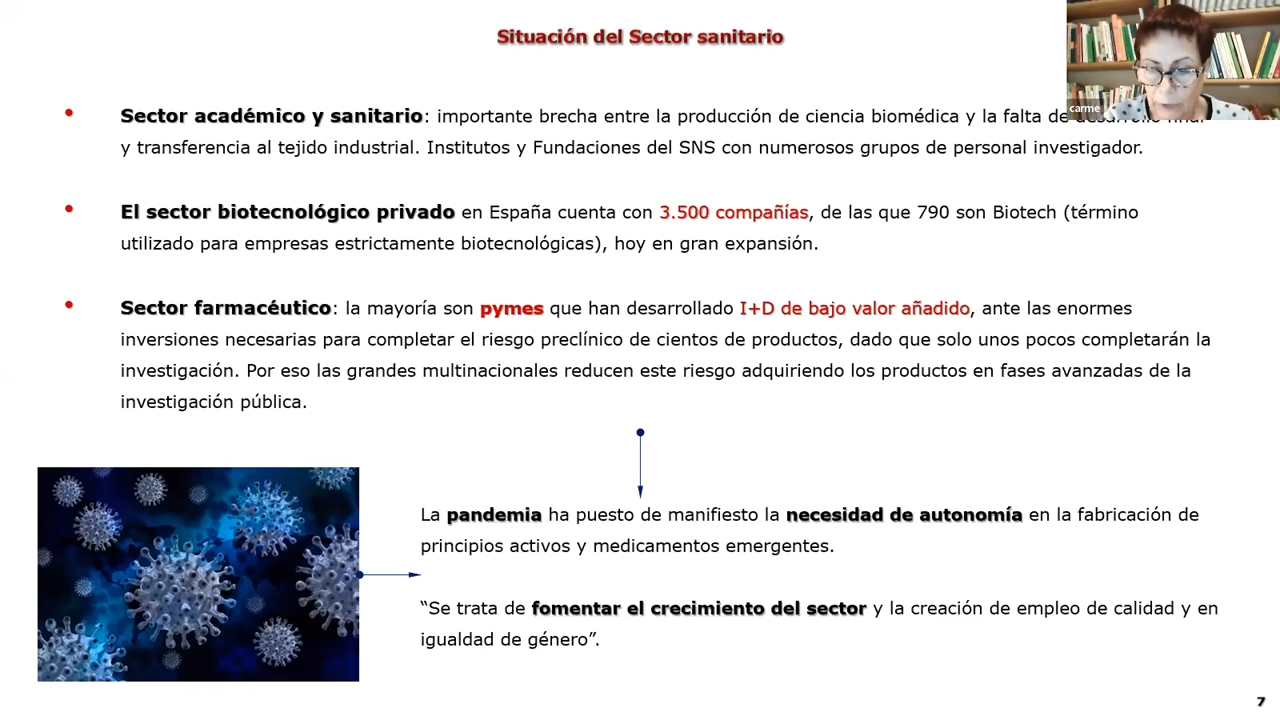 Situación del Sector sanitario
carme
• Sector académico y sanitario: importante brecha entre la producción de ciencia biomédica y la falta de
y transferencia al tejido industrial. Institutos y Fundaciones del SNS con numerosos grupos de personal investigador.
• El sector biotecnológico privado en España cuenta con 3.500 compañías, de las que 790 son Biotech (término
utilizado para empresas estrictamente biotecnológicas), hoy en gran expansión.
• Sector farmacéutico: la mayoría son pymes que han desarrollado I+D de bajo valor añadido, ante las enormes
inversiones necesarias para completar el riesgo preclínico de cientos de productos, dado que solo unos pocos completarán la
investigación. Por eso las grandes multinacionales reducen este riesgo adquiriendo los productos en fases avanzadas de la
investigación pública.
La pandemia ha puesto de manifiesto la necesidad de autonomía en la fabricación de
principios activos y medicamentos emergentes.
“Se trata de fomentar el crecimiento del sector y la creación de empleo de calidad y en
igualdad de género”.
7